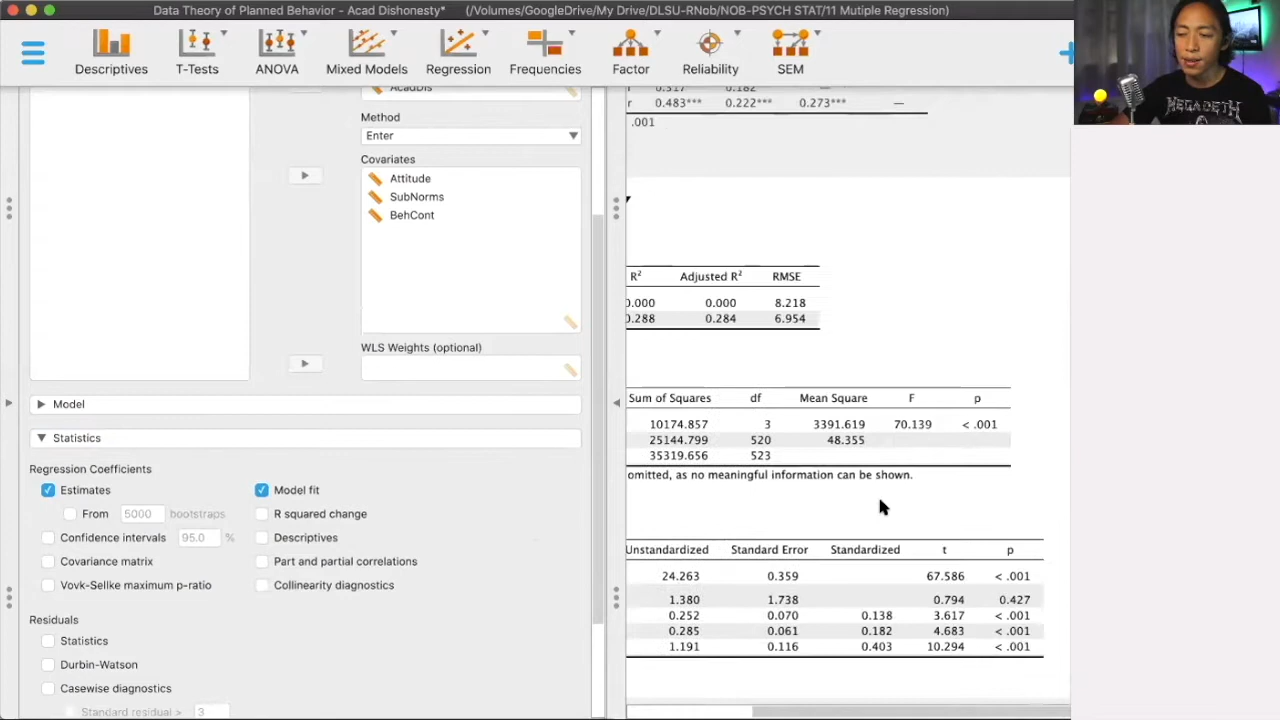 Data Theory of Planned Behavior - Acad Dishonesty* (/Volumes/GoogleDrive/My Drive/DLSU-RNob/NOB-PSYCH STAT/11 Mutiple Regression)
Descriptives T-Tests ANOVA Mixed Models Regression Frequencies Factor Reliability SEM
AcadDis
Method
Enter
Covariates
Attitude
SubNorms
BehCont
WLS Weights (optional)
Model
Statistics
Regression Coefficients
Estimates
Model fit
From 5000 bootstraps
R squared change
Confidence intervals 95.0 %
Descriptives
Covariance matrix
Part and partial correlations
Vovk-Sellke maximum p-ratio
Collinearity diagnostics
Residuals
Statistics
Durbin-Watson
Casewise diagnostics
Standard residual > 3
r 0.317 0.182 —
r 0.483*** 0.222*** 0.273*** —
.001
R² Adjusted R² RMSE
0.000 0.000 8.218
0.288 0.284 6.954
Sum of Squares df Mean Square F p
10174.857 3 3391.619 70.139 < .001
25144.799 520 48.355
35319.656 523
omitted, as no meaningful information can be shown.
Unstandardized Standard Error Standardized t p
24.263 0.359 67.586 < .001
1.380 1.738 0.794 0.427
0.252 0.070 0.138 3.617 < .001
0.285 0.061 0.182 4.683 < .001
1.191 0.116 0.403 10.294 < .001
MEGADETH